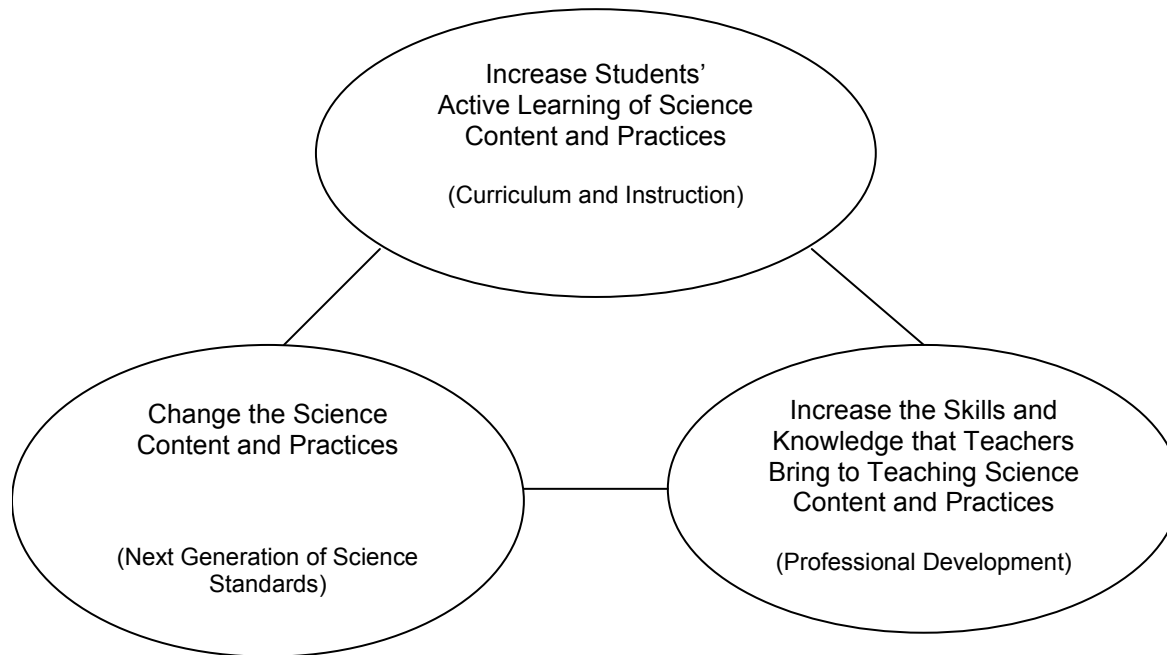 Increase Students’
Active Learning of Science
Content and Practices
(Curriculum and Instruction)
Change the Science
Content and Practices
(Next Generation of Science
Standards)
Increase the Skills and
Knowledge that Teachers
Bring to Teaching Science
Content and Practices
(Professional Development)